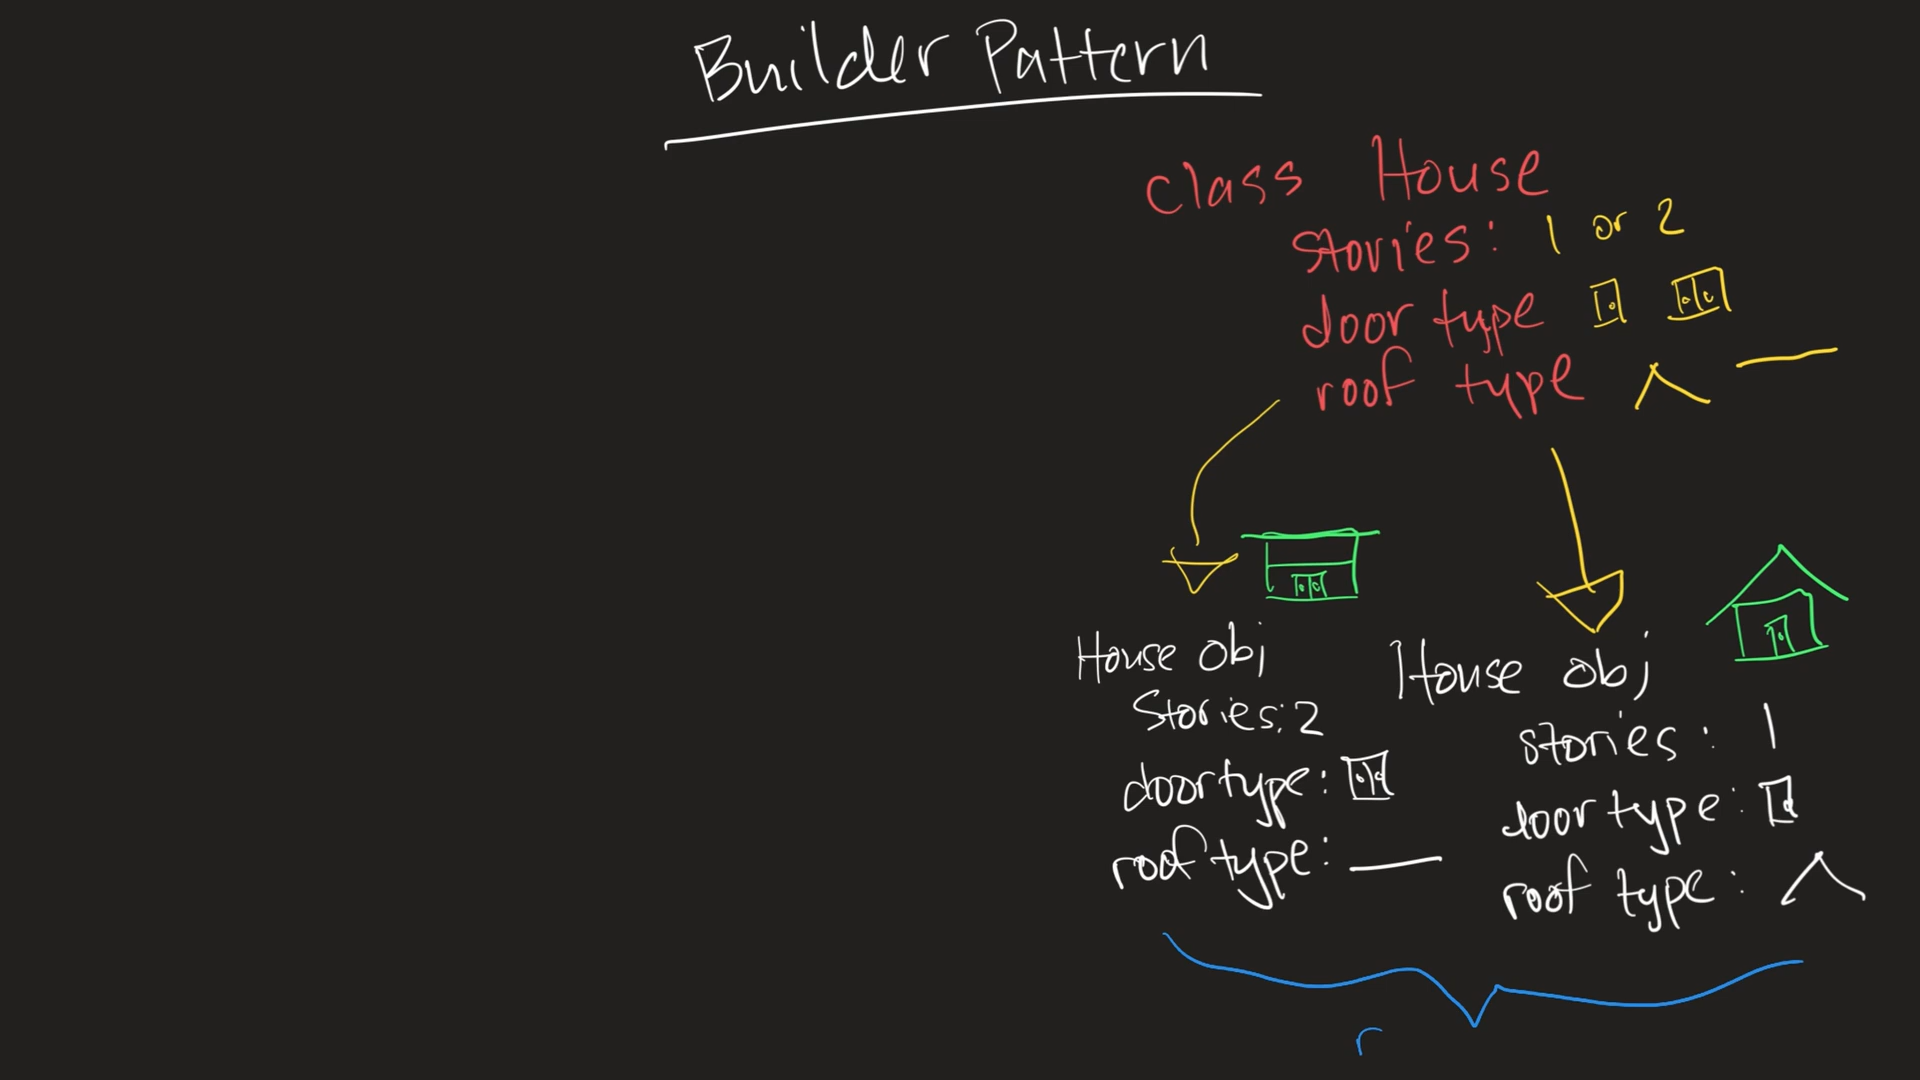 Builder Pattern
class House
stories: 1 or 2
door type
roof type
House obj
Stories: 2
doortype:
roof type:
House obj
stories: 1
door type:
roof type:
r